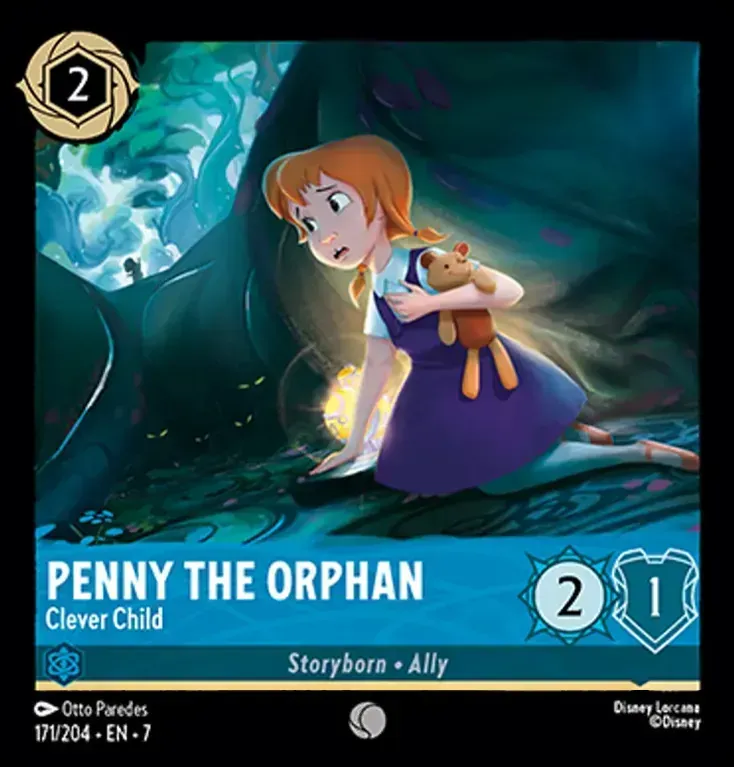 2
PENNY THE ORPHAN
Clever Child
2
1
Storyborn • Ally
Otto Paredes
171/204 • EN • 7
Disney Lorcana
©Disney